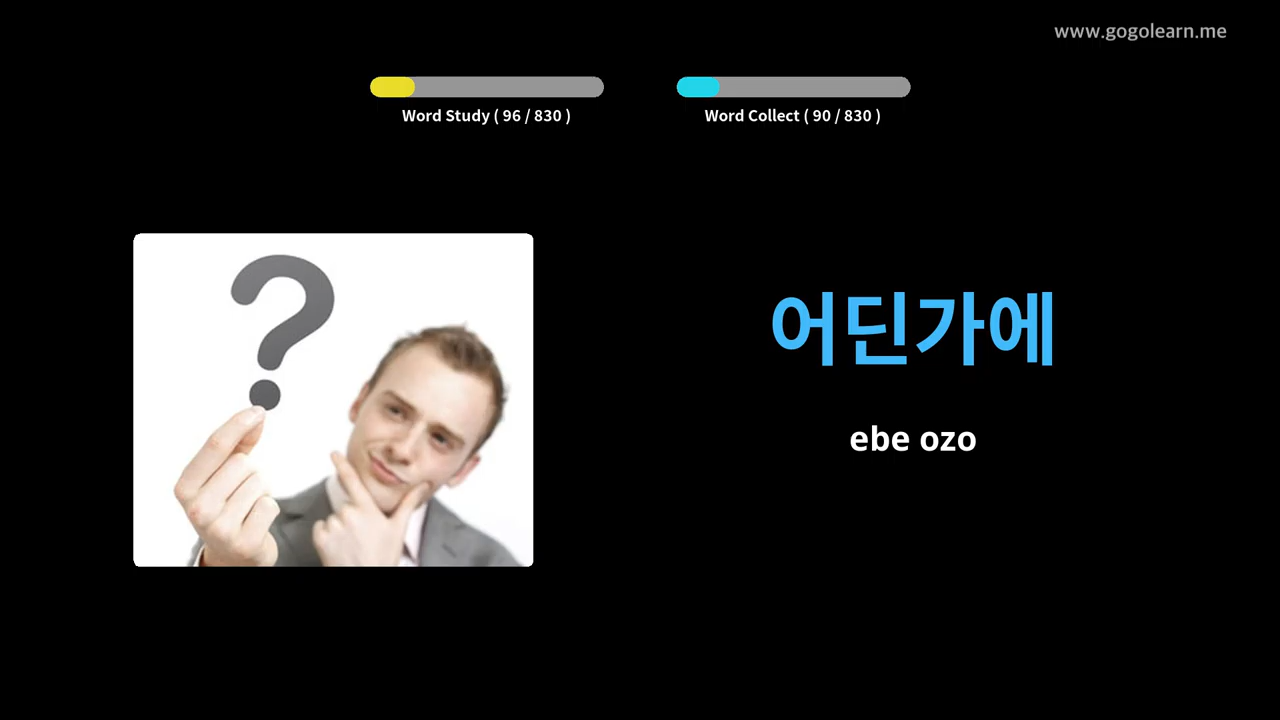 www.gogolearn.me
Word Study ( 96 / 830 )
Word Collect ( 90 / 830 )
?
어딘가에
ebe ozo